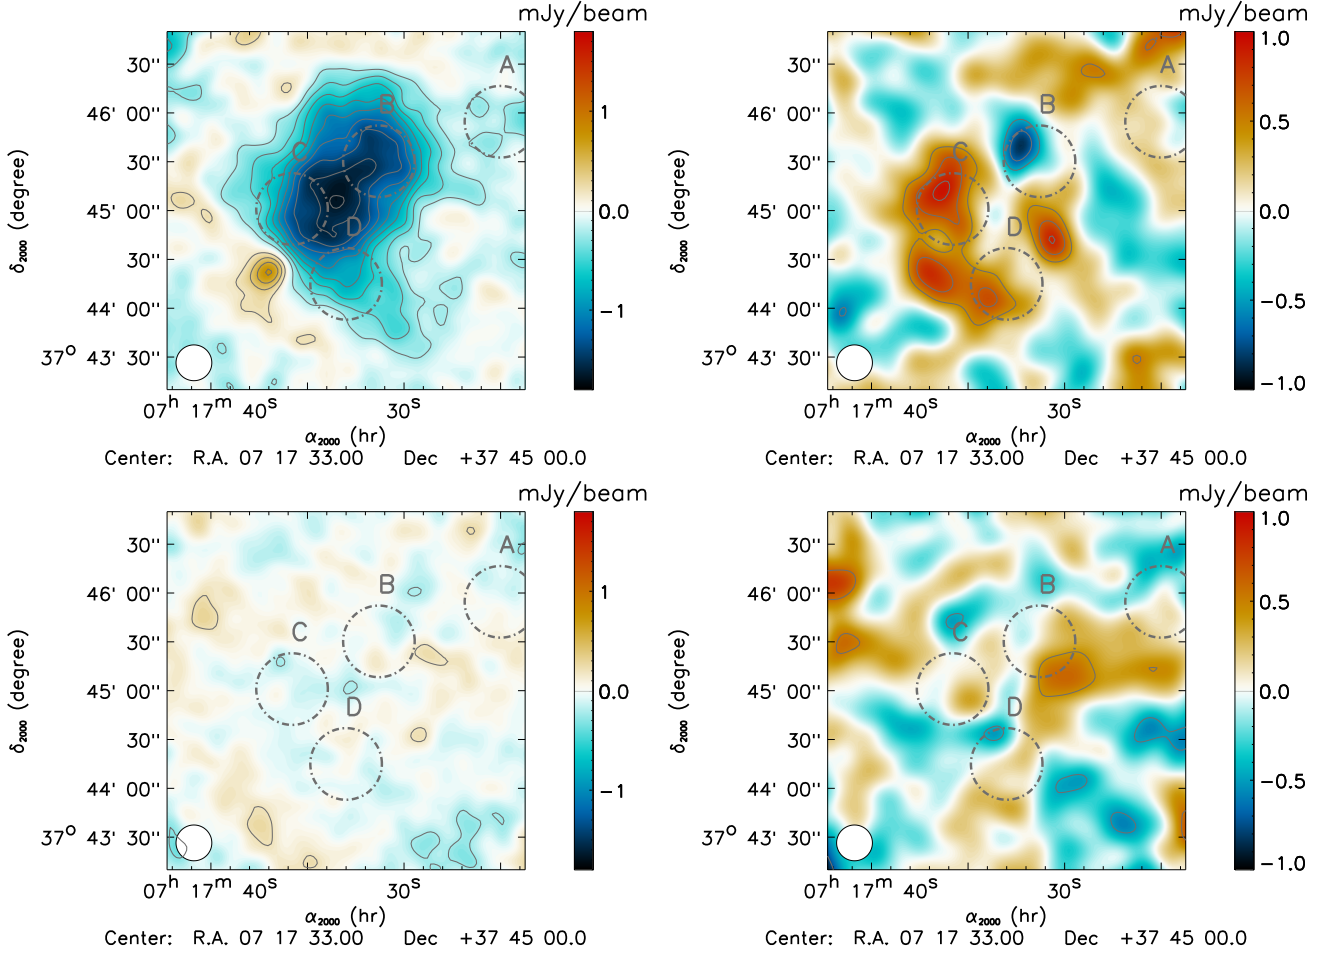 mJy/beam
A
B
C
D
30''
46' 00''
30''
45' 00''
30''
44' 00''
37° 43' 30''
δ2000 (degree)
07h 17m 40s
30s
α2000 (hr)
Center: R.A. 07 17 33.00 Dec +37 45 00.0
1
0.0
−1
mJy/beam
A
B
C
D
30''
46' 00''
30''
45' 00''
30''
44' 00''
37° 43' 30''
δ2000 (degree)
07h 17m 40s
30s
α2000 (hr)
Center: R.A. 07 17 33.00 Dec +37 45 00.0
1.0
0.5
0.0
−0.5
−1.0
mJy/beam
A
B
C
D
30''
46' 00''
30''
45' 00''
30''
44' 00''
37° 43' 30''
δ2000 (degree)
07h 17m 40s
30s
α2000 (hr)
Center: R.A. 07 17 33.00 Dec +37 45 00.0
1
0.0
−1
mJy/beam
A
B
C
D
30''
46' 00''
30''
45' 00''
30''
44' 00''
37° 43' 30''
δ2000 (degree)
07h 17m 40s
30s
α2000 (hr)
Center: R.A. 07 17 33.00 Dec +37 45 00.0
1.0
0.5
0.0
−0.5
−1.0